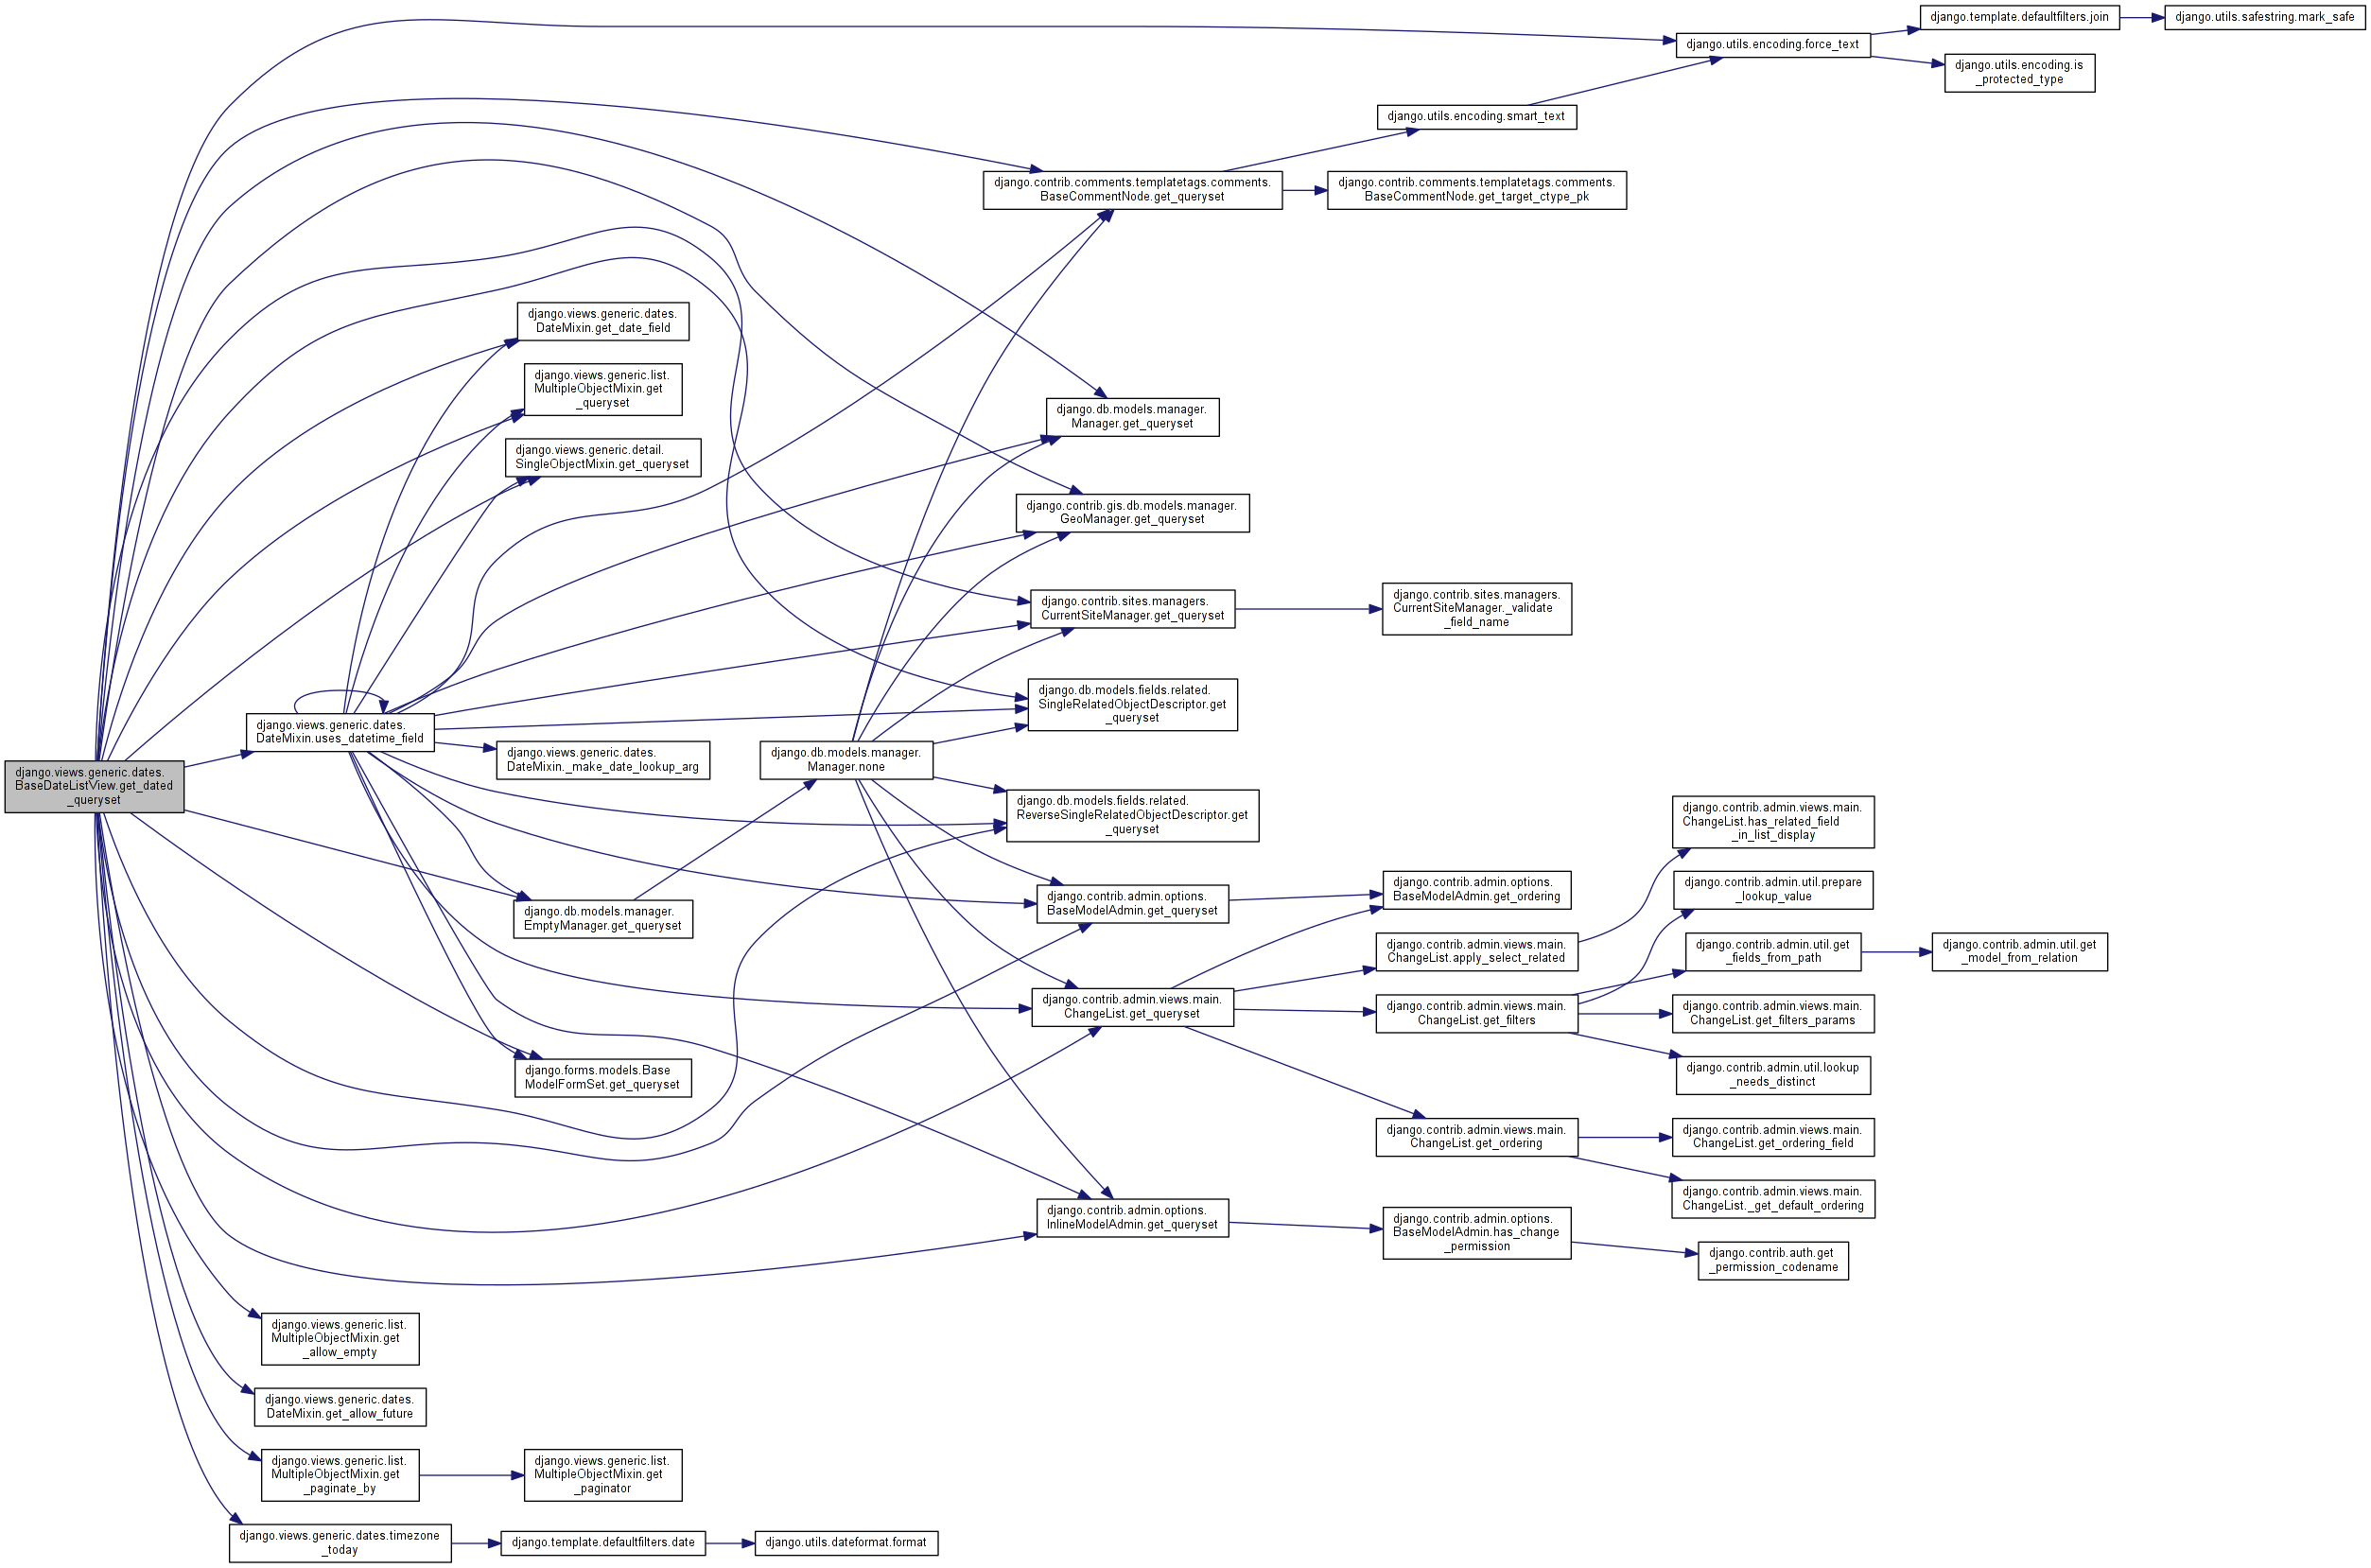 django.template.defaultfilters.join
django.utils.safestring.mark_safe
django.utils.encoding.force_text
django.utils.encoding.is
_protected_type
django.utils.encoding.smart_text
django.contrib.comments.templatetags.comments.
BaseCommentNode.get_queryset
django.contrib.comments.templatetags.comments.
BaseCommentNode.get_target_ctype_pk
django.views.generic.dates.
DateMixin.get_date_field
django.views.generic.list.
MultipleObjectMixin.get
_queryset
django.db.models.manager.
Manager.get_queryset
django.views.generic.detail.
SingleObjectMixin.get_queryset
django.contrib.gis.db.models.manager.
GeoManager.get_queryset
django.contrib.sites.managers.
CurrentSiteManager.get_queryset
django.contrib.sites.managers.
CurrentSiteManager._validate
_field_name
django.db.models.fields.related.
SingleRelatedObjectDescriptor.get
_queryset
django.views.generic.dates.
DateMixin.uses_datetime_field
django.views.generic.dates.
DateMixin._make_date_lookup_arg
django.db.models.manager.
Manager.none
django.views.generic.dates.
BaseDateListView.get_dated
_queryset
django.db.models.fields.related.
ReverseSingleRelatedObjectDescriptor.get
_queryset
django.contrib.admin.views.main.
ChangeList.has_related_field
_in_list_display
django.contrib.admin.options.
BaseModelAdmin.get_queryset
django.contrib.admin.options.
BaseModelAdmin.get_ordering
django.contrib.admin.util.prepare
_lookup_value
django.db.models.manager.
EmptyManager.get_queryset
django.contrib.admin.views.main.
ChangeList.apply_select_related
django.contrib.admin.util.get
_fields_from_path
django.contrib.admin.util.get
_model_from_relation
django.contrib.admin.views.main.
ChangeList.get_queryset
django.contrib.admin.views.main.
ChangeList.get_filters
django.contrib.admin.views.main.
ChangeList.get_filters_params
django.forms.models.Base
ModelFormSet.get_queryset
django.contrib.admin.util.lookup
_needs_distinct
django.contrib.admin.views.main.
ChangeList.get_ordering
django.contrib.admin.views.main.
ChangeList.get_ordering_field
django.contrib.admin.views.main.
ChangeList._get_default_ordering
django.contrib.admin.options.
InlineModelAdmin.get_queryset
django.contrib.admin.options.
BaseModelAdmin.has_change
_permission
django.contrib.auth.get
_permission_codename
django.views.generic.list.
MultipleObjectMixin.get
_allow_empty
django.views.generic.dates.
DateMixin.get_allow_future
django.views.generic.list.
MultipleObjectMixin.get
_paginate_by
django.views.generic.list.
MultipleObjectMixin.get
_paginator
django.views.generic.dates.timezone
_today
django.template.defaultfilters.date
django.utils.dateformat.format